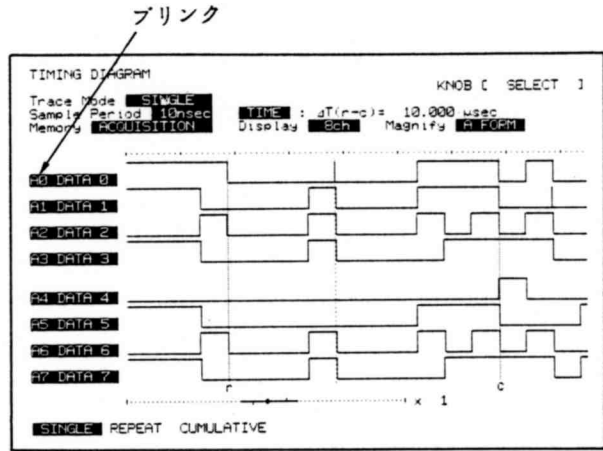 ブリンク
TIMING DIAGRAM
KNOB [ SELECT ]
Trace Mode SINGLE
Sample Period 10nsec TIME : ΔT(r-c)= 10.000 μsec
Memory ACQUISITION Display 8ch Magnify A FORM
A0 DATA 0
A1 DATA 1
A2 DATA 2
A3 DATA 3
A4 DATA 4
A5 DATA 5
A6 DATA 6
A7 DATA 7
r c
x 1
SINGLE REPEAT CUMULATIVE